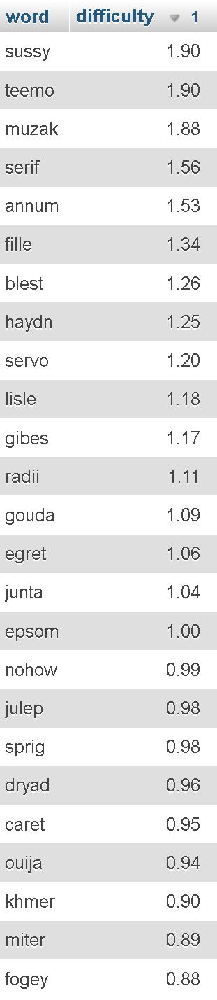 word difficulty 1
sussy 1.90
teemo 1.90
muzak 1.88
serif 1.56
annum 1.53
fille 1.34
blest 1.26
haydn 1.25
servo 1.20
lisle 1.18
gibes 1.17
radii 1.11
gouda 1.09
egret 1.06
junta 1.04
epsom 1.00
nohow 0.99
julep 0.98
sprig 0.98
dryad 0.96
caret 0.95
ouija 0.94
khmer 0.90
miter 0.89
fogey 0.88